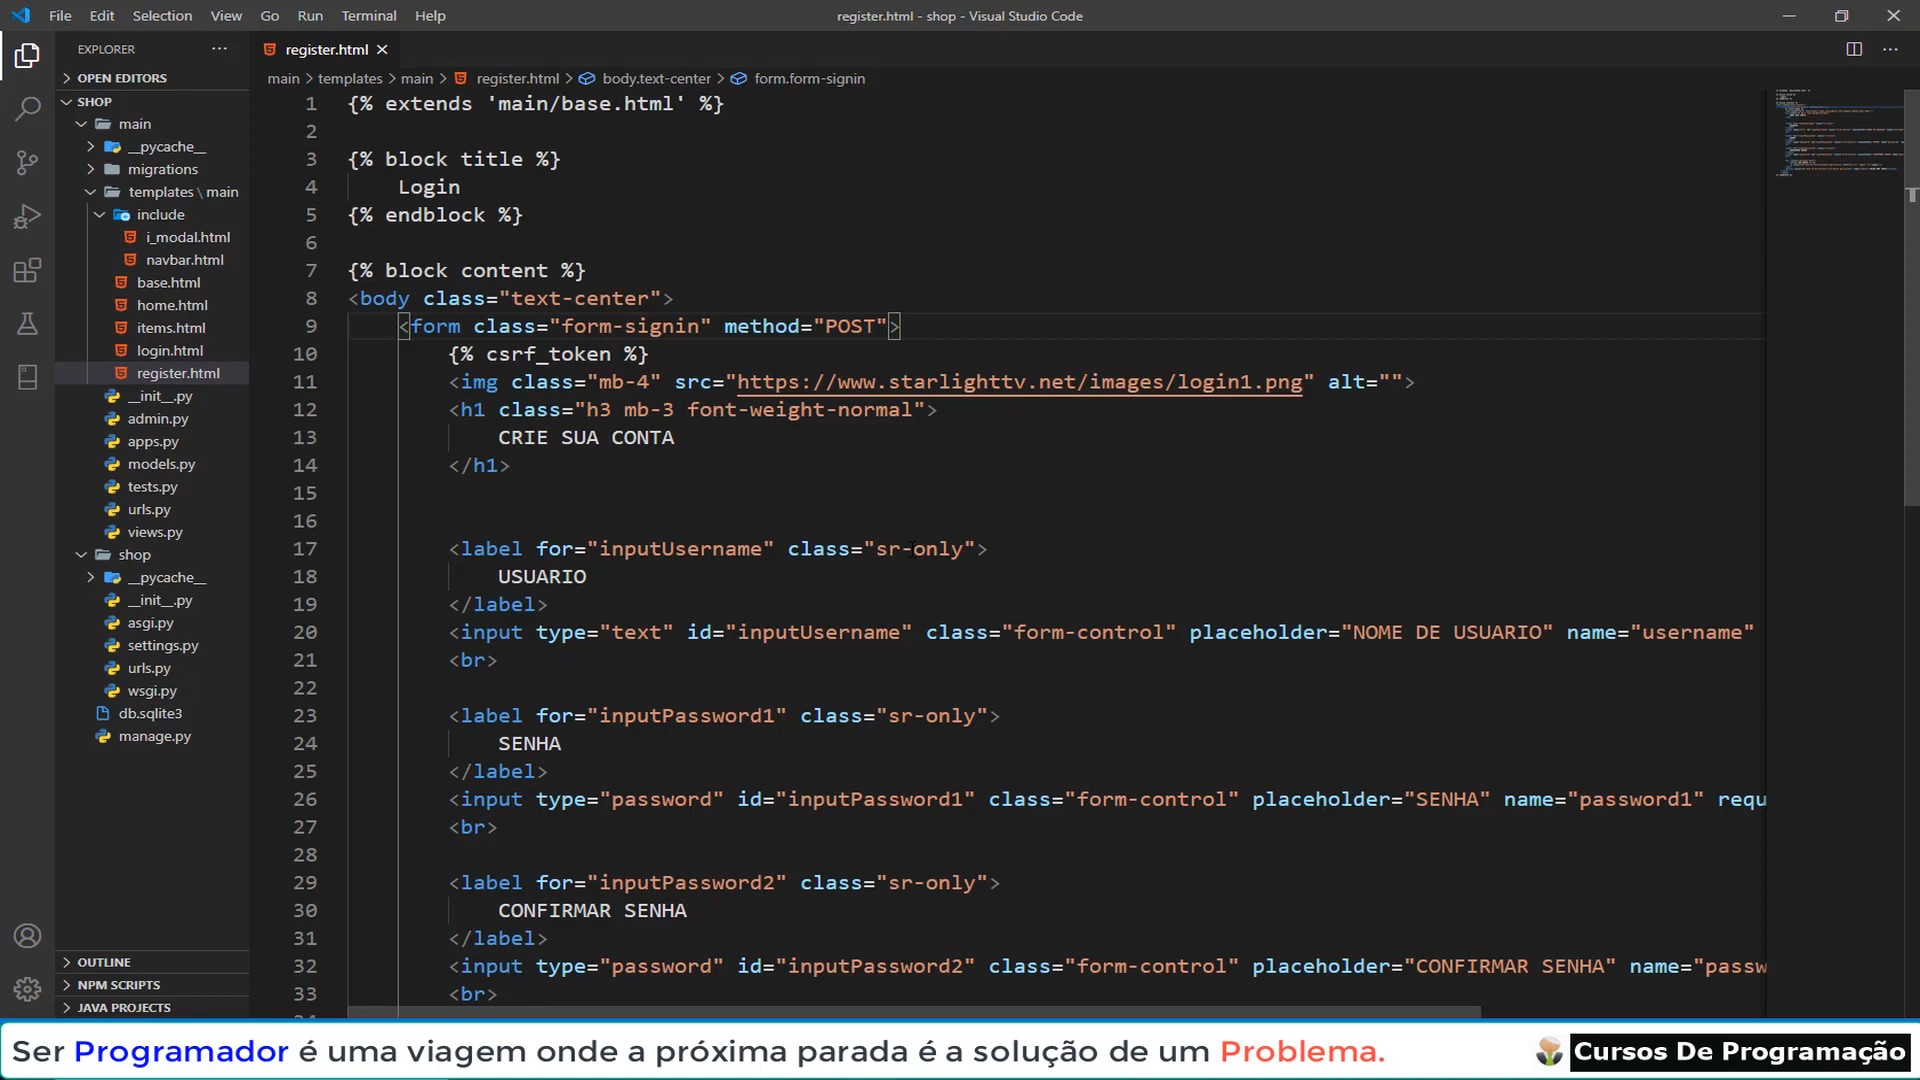 File Edit Selection View Go Run Terminal Help
register.html - shop - Visual Studio Code
EXPLORER
OPEN EDITORS
SHOP
main
__pycache__
migrations
templates \ main
include
i_modal.html
navbar.html
base.html
home.html
items.html
login.html
register.html
__init__.py
admin.py
apps.py
models.py
tests.py
urls.py
views.py
shop
__pycache__
__init__.py
asgi.py
settings.py
urls.py
wsgi.py
db.sqlite3
manage.py
OUTLINE
NPM SCRIPTS
JAVA PROJECTS
register.html
main > templates > main > register.html > body.text-center > form.form-signin
1 {% extends 'main/base.html' %}
2
3 {% block title %}
4 Login
5 {% endblock %}
6
7 {% block content %}
8 <body class="text-center">
9 <form class="form-signin" method="POST">
10 {% csrf_token %}
11 <img class="mb-4" src="https://www.starlighttv.net/images/login1.png" alt="">
12 <h1 class="h3 mb-3 font-weight-normal">
13 CRIE SUA CONTA
14 </h1>
15
16
17 <label for="inputUsername" class="sr-only">
18 USUARIO
19 </label>
20 <input type="text" id="inputUsername" class="form-control" placeholder="NOME DE USUARIO" name="username"
21 <br>
22
23 <label for="inputPassword1" class="sr-only">
24 SENHA
25 </label>
26 <input type="password" id="inputPassword1" class="form-control" placeholder="SENHA" name="password1" requ
27 <br>
28
29 <label for="inputPassword2" class="sr-only">
30 CONFIRMAR SENHA
31 </label>
32 <input type="password" id="inputPassword2" class="form-control" placeholder="CONFIRMAR SENHA" name="passw
33 <br>
Ser Programador é uma viagem onde a próxima parada é a solução de um Problema.
Cursos De Programação